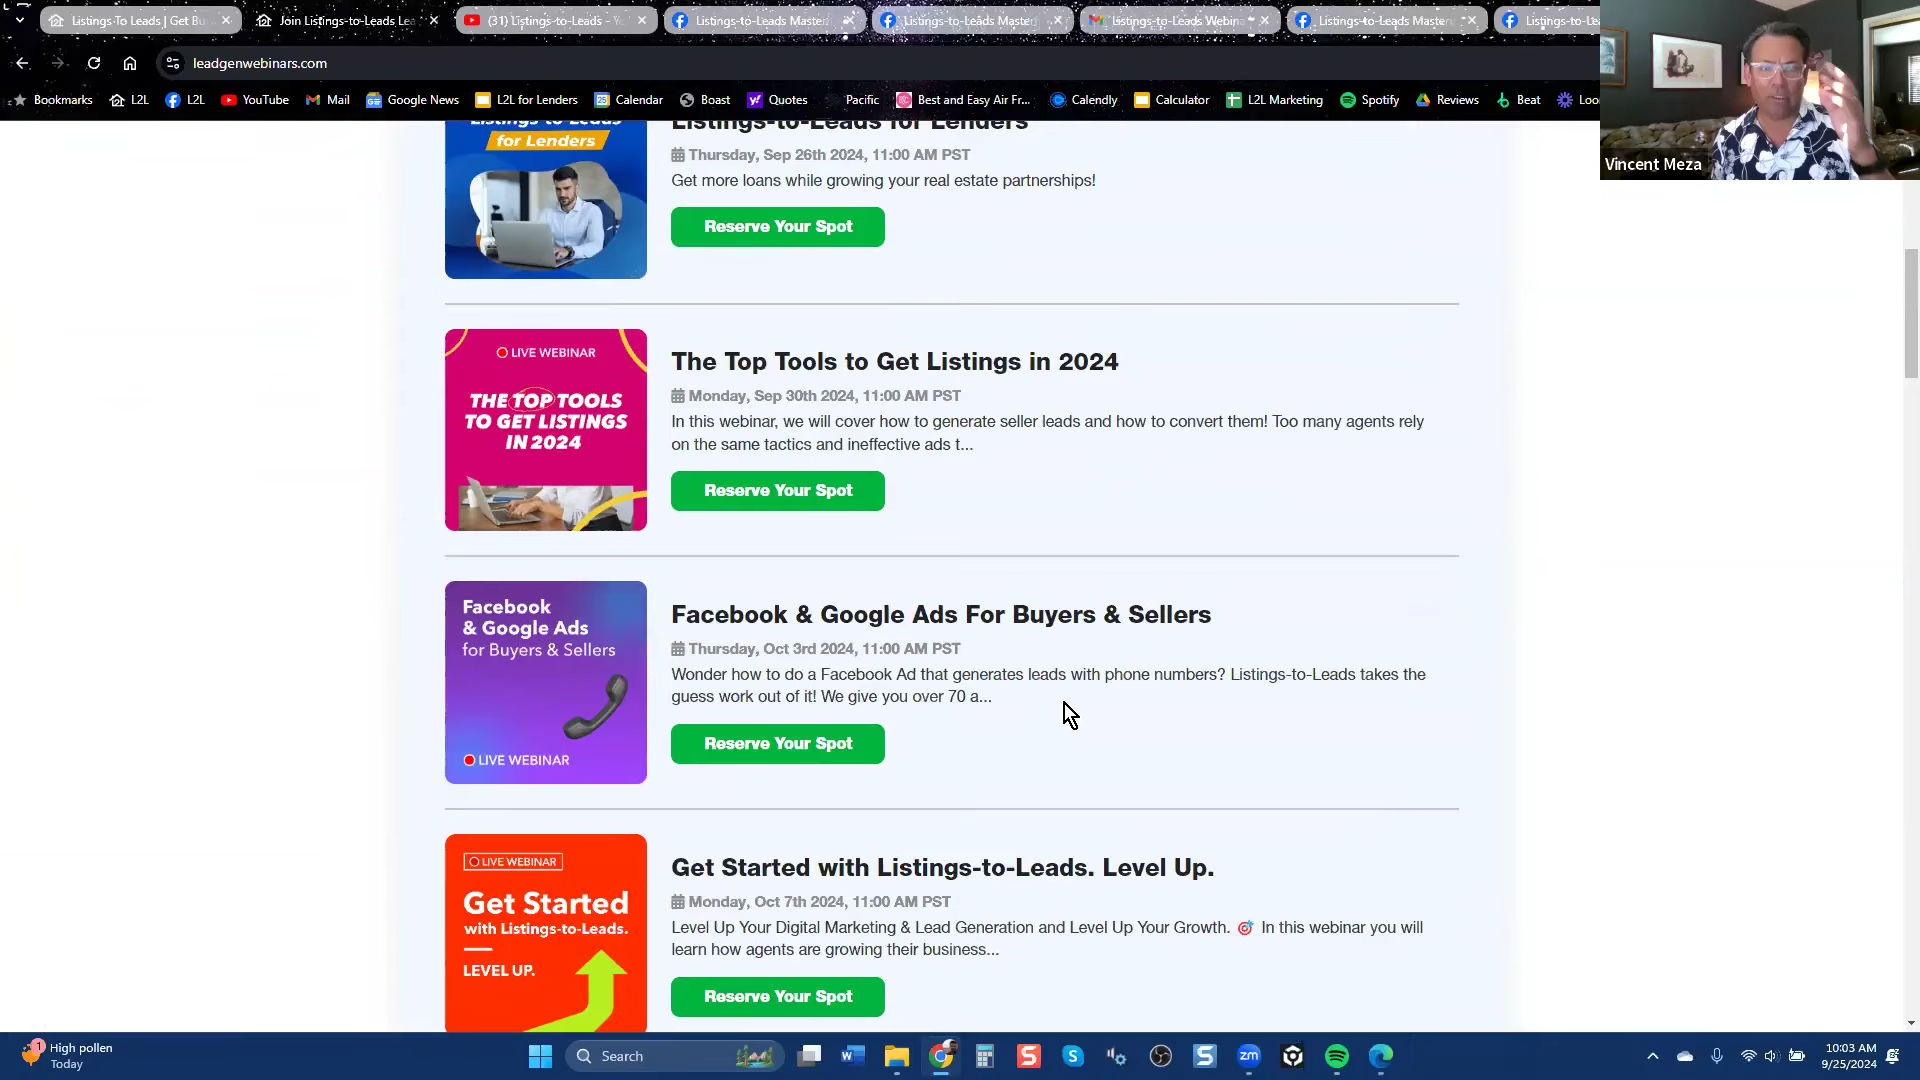 Listings-To Leads | Get Bu
Join Listings-to-Leads Lea
(31) Listings-to-Leads - Y
Listings-to-Leads Master
Listings-to-Leads Master
Listings-to-Leads Webina
Listings-to-Leads Master
Listings-to-Lea
leadgenwebinars.com
Bookmarks
L2L
L2L
YouTube
Mail
Google News
L2L for Lenders
Calendar
Boast
Quotes
Pacific
Best and Easy Air Fr...
Calendly
Calculator
L2L Marketing
Spotify
Reviews
Beat
Loo
Vincent Meza
Listings-to-Leads
for Lenders
Listings-to-Leads for Lenders
Thursday, Sep 26th 2024, 11:00 AM PST
Get more loans while growing your real estate partnerships!
Reserve Your Spot
LIVE WEBINAR
THE TOP TOOLS
TO GET LISTINGS
IN 2024
The Top Tools to Get Listings in 2024
Monday, Sep 30th 2024, 11:00 AM PST
In this webinar, we will cover how to generate seller leads and how to convert them! Too many agents rely
on the same tactics and ineffective ads t...
Reserve Your Spot
Facebook
& Google Ads
for Buyers & Sellers
LIVE WEBINAR
Facebook & Google Ads For Buyers & Sellers
Thursday, Oct 3rd 2024, 11:00 AM PST
Wonder how to do a Facebook Ad that generates leads with phone numbers? Listings-to-Leads takes the
guess work out of it! We give you over 70 a...
Reserve Your Spot
LIVE WEBINAR
Get Started
with Listings-to-Leads.
LEVEL UP.
Get Started with Listings-to-Leads. Level Up.
Monday, Oct 7th 2024, 11:00 AM PST
Level Up Your Digital Marketing & Lead Generation and Level Up Your Growth. 🎯 In this webinar you will
learn how agents are growing their business...
Reserve Your Spot
1
High pollen
Today
Search
10:03 AM
9/25/2024